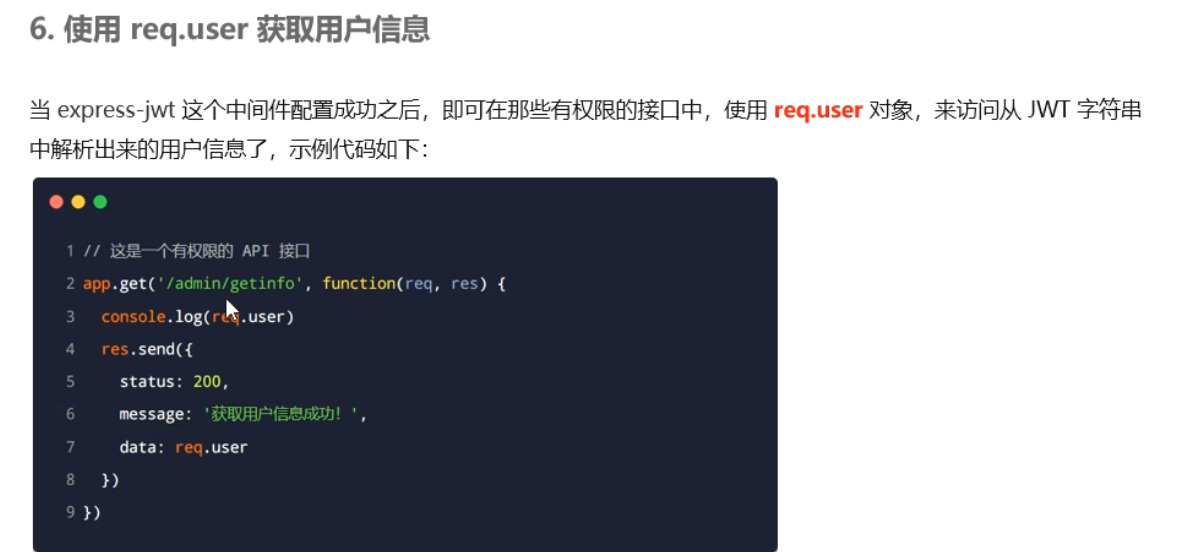 6. 使用 req.user 获取用户信息
当 express-jwt 这个中间件配置成功之后，即可在那些有权限的接口中，使用 req.user 对象，来访问从 JWT 字符串
中解析出来的用户信息了，示例代码如下：
1 // 这是一个有权限的 API 接口
2 app.get('/admin/getinfo', function(req, res) {
3   console.log(req.user)
4   res.send({
5     status: 200,
6     message: '获取用户信息成功！',
7     data: req.user
8   })
9 })